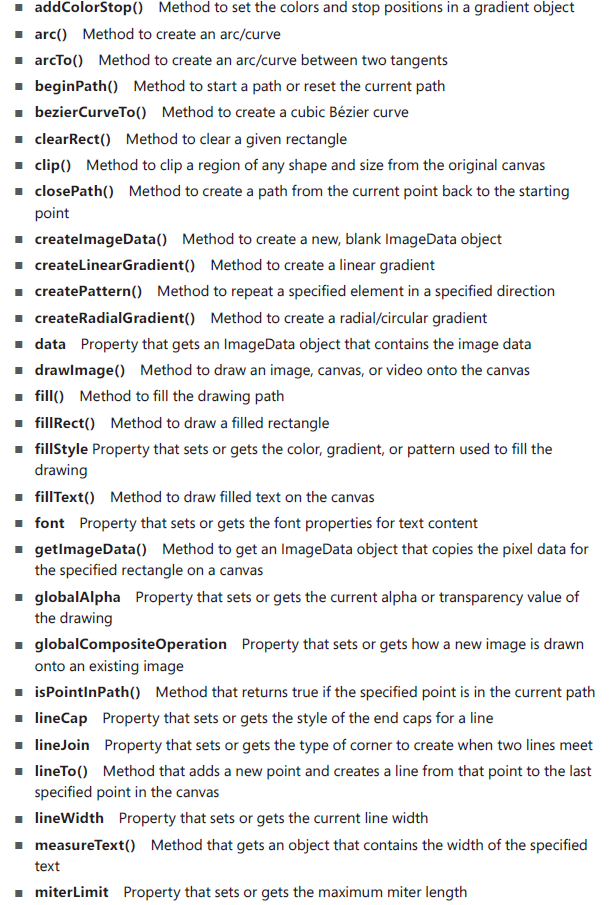 ▪ addColorStop() Method to set the colors and stop positions in a gradient object
▪ arc() Method to create an arc/curve
▪ arcTo() Method to create an arc/curve between two tangents
▪ beginPath() Method to start a path or reset the current path
▪ bezierCurveTo() Method to create a cubic Bézier curve
▪ clearRect() Method to clear a given rectangle
▪ clip() Method to clip a region of any shape and size from the original canvas
▪ closePath() Method to create a path from the current point back to the starting
point
▪ createImageData() Method to create a new, blank ImageData object
▪ createLinearGradient() Method to create a linear gradient
▪ createPattern() Method to repeat a specified element in a specified direction
▪ createRadialGradient() Method to create a radial/circular gradient
▪ data Property that gets an ImageData object that contains the image data
▪ drawImage() Method to draw an image, canvas, or video onto the canvas
▪ fill() Method to fill the drawing path
▪ fillRect() Method to draw a filled rectangle
▪ fillStyle Property that sets or gets the color, gradient, or pattern used to fill the
drawing
▪ fillText() Method to draw filled text on the canvas
▪ font Property that sets or gets the font properties for text content
▪ getImageData() Method to get an ImageData object that copies the pixel data for
the specified rectangle on a canvas
▪ globalAlpha Property that sets or gets the current alpha or transparency value of
the drawing
▪ globalCompositeOperation Property that sets or gets how a new image is drawn
onto an existing image
▪ isPointInPath() Method that returns true if the specified point is in the current path
▪ lineCap Property that sets or gets the style of the end caps for a line
▪ lineJoin Property that sets or gets the type of corner to create when two lines meet
▪ lineTo() Method that adds a new point and creates a line from that point to the last
specified point in the canvas
▪ lineWidth Property that sets or gets the current line width
▪ measureText() Method that gets an object that contains the width of the specified
text
▪ miterLimit Property that sets or gets the maximum miter length